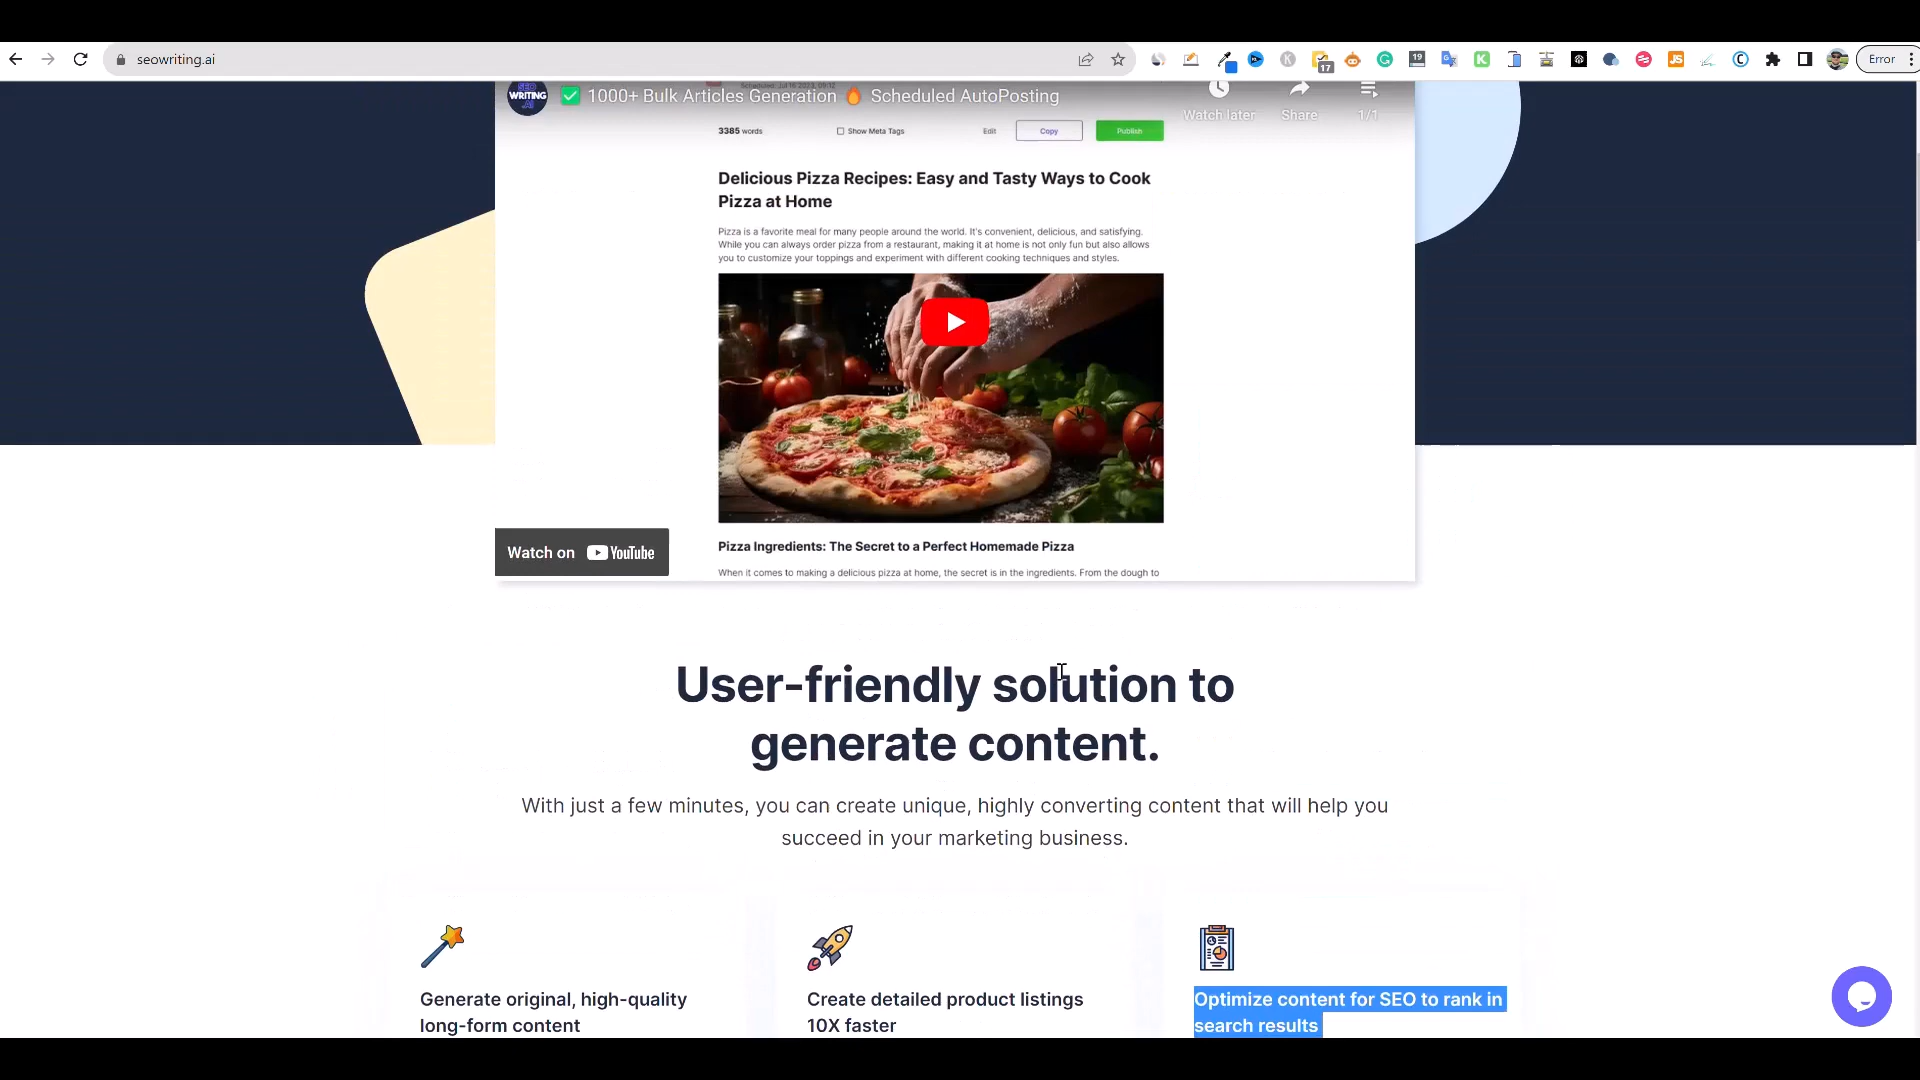 seowriting.ai
19
17
JS
Error
SEO
WRITING
.AI
1000+ Bulk Articles Generation 🔥 Scheduled AutoPosting
Watch later
Share
1/1
3385 words
Show Meta Tags
Edit
Copy
Publish
Delicious Pizza Recipes: Easy and Tasty Ways to Cook
Pizza at Home
Pizza is a favorite meal for many people around the world. It's convenient, delicious, and satisfying.
While you can always order pizza from a restaurant, making it at home is not only fun but also allows
you to customize your toppings and experiment with different cooking techniques and styles.
Watch on YouTube
Pizza Ingredients: The Secret to a Perfect Homemade Pizza
When it comes to making a delicious pizza at home, the secret is in the ingredients. From the dough to
User-friendly solution to
generate content.
With just a few minutes, you can create unique, highly converting content that will help you
succeed in your marketing business.
Generate original, high-quality
long-form content
Create detailed product listings
10X faster
Optimize content for SEO to rank in
search results